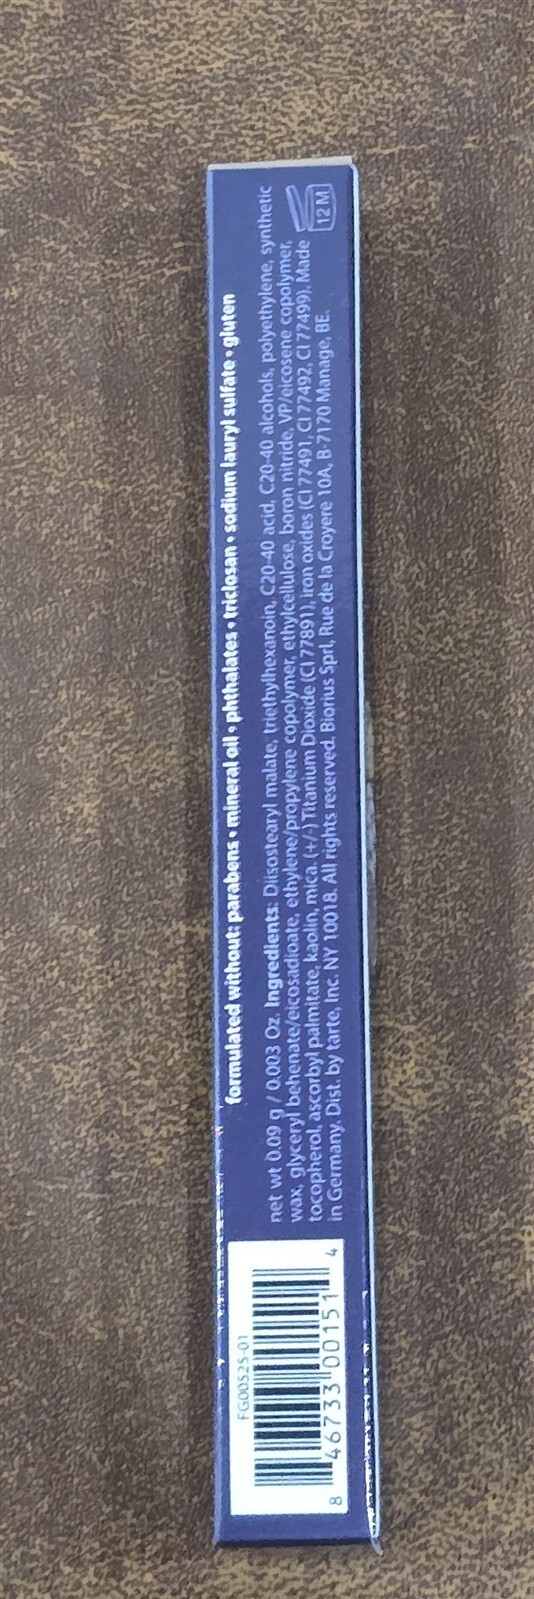 formulated without: parabens • mineral oil • phthalates • triclosan • sodium lauryl sulfate • gluten
net wt 0.09 g / 0.003 Oz. Ingredients: Diisostearyl malate, triethylhexanoin, C20-40 acid, C20-40 alcohols, polyethylene, synthetic
wax, glyceryl behenate/eicosadioate, ethylene/propylene copolymer, ethylcellulose, boron nitride, VP/eicosene copolymer,
tocopherol, ascorbyl palmitate, kaolin, mica. (+/-) Titanium Dioxide (CI 77891), iron oxides (CI 77491, CI 77492, CI 77499). Made
in Germany. Dist. by tarte, Inc. NY 10018. All rights reserved. Biorius Sprl, Rue de la Croyere 10A, B-7170 Manage, BE.
12 M
FG00525-01
8 46733 00151 4